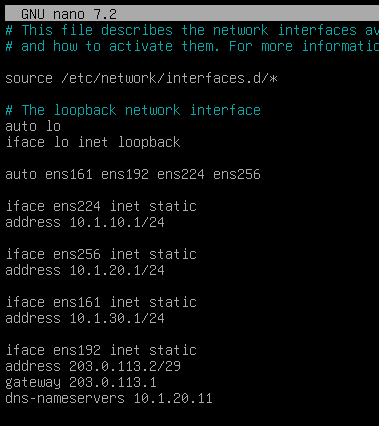 GNU nano 7.2
# This file describes the network interfaces av
# and how to activate them. For more informatio
source /etc/network/interfaces.d/*
# The loopback network interface
auto lo
iface lo inet loopback
auto ens161 ens192 ens224 ens256
iface ens224 inet static
address 10.1.10.1/24
iface ens256 inet static
address 10.1.20.1/24
iface ens161 inet static
address 10.1.30.1/24
iface ens192 inet static
address 203.0.113.2/29
gateway 203.0.113.1
dns-nameservers 10.1.20.11